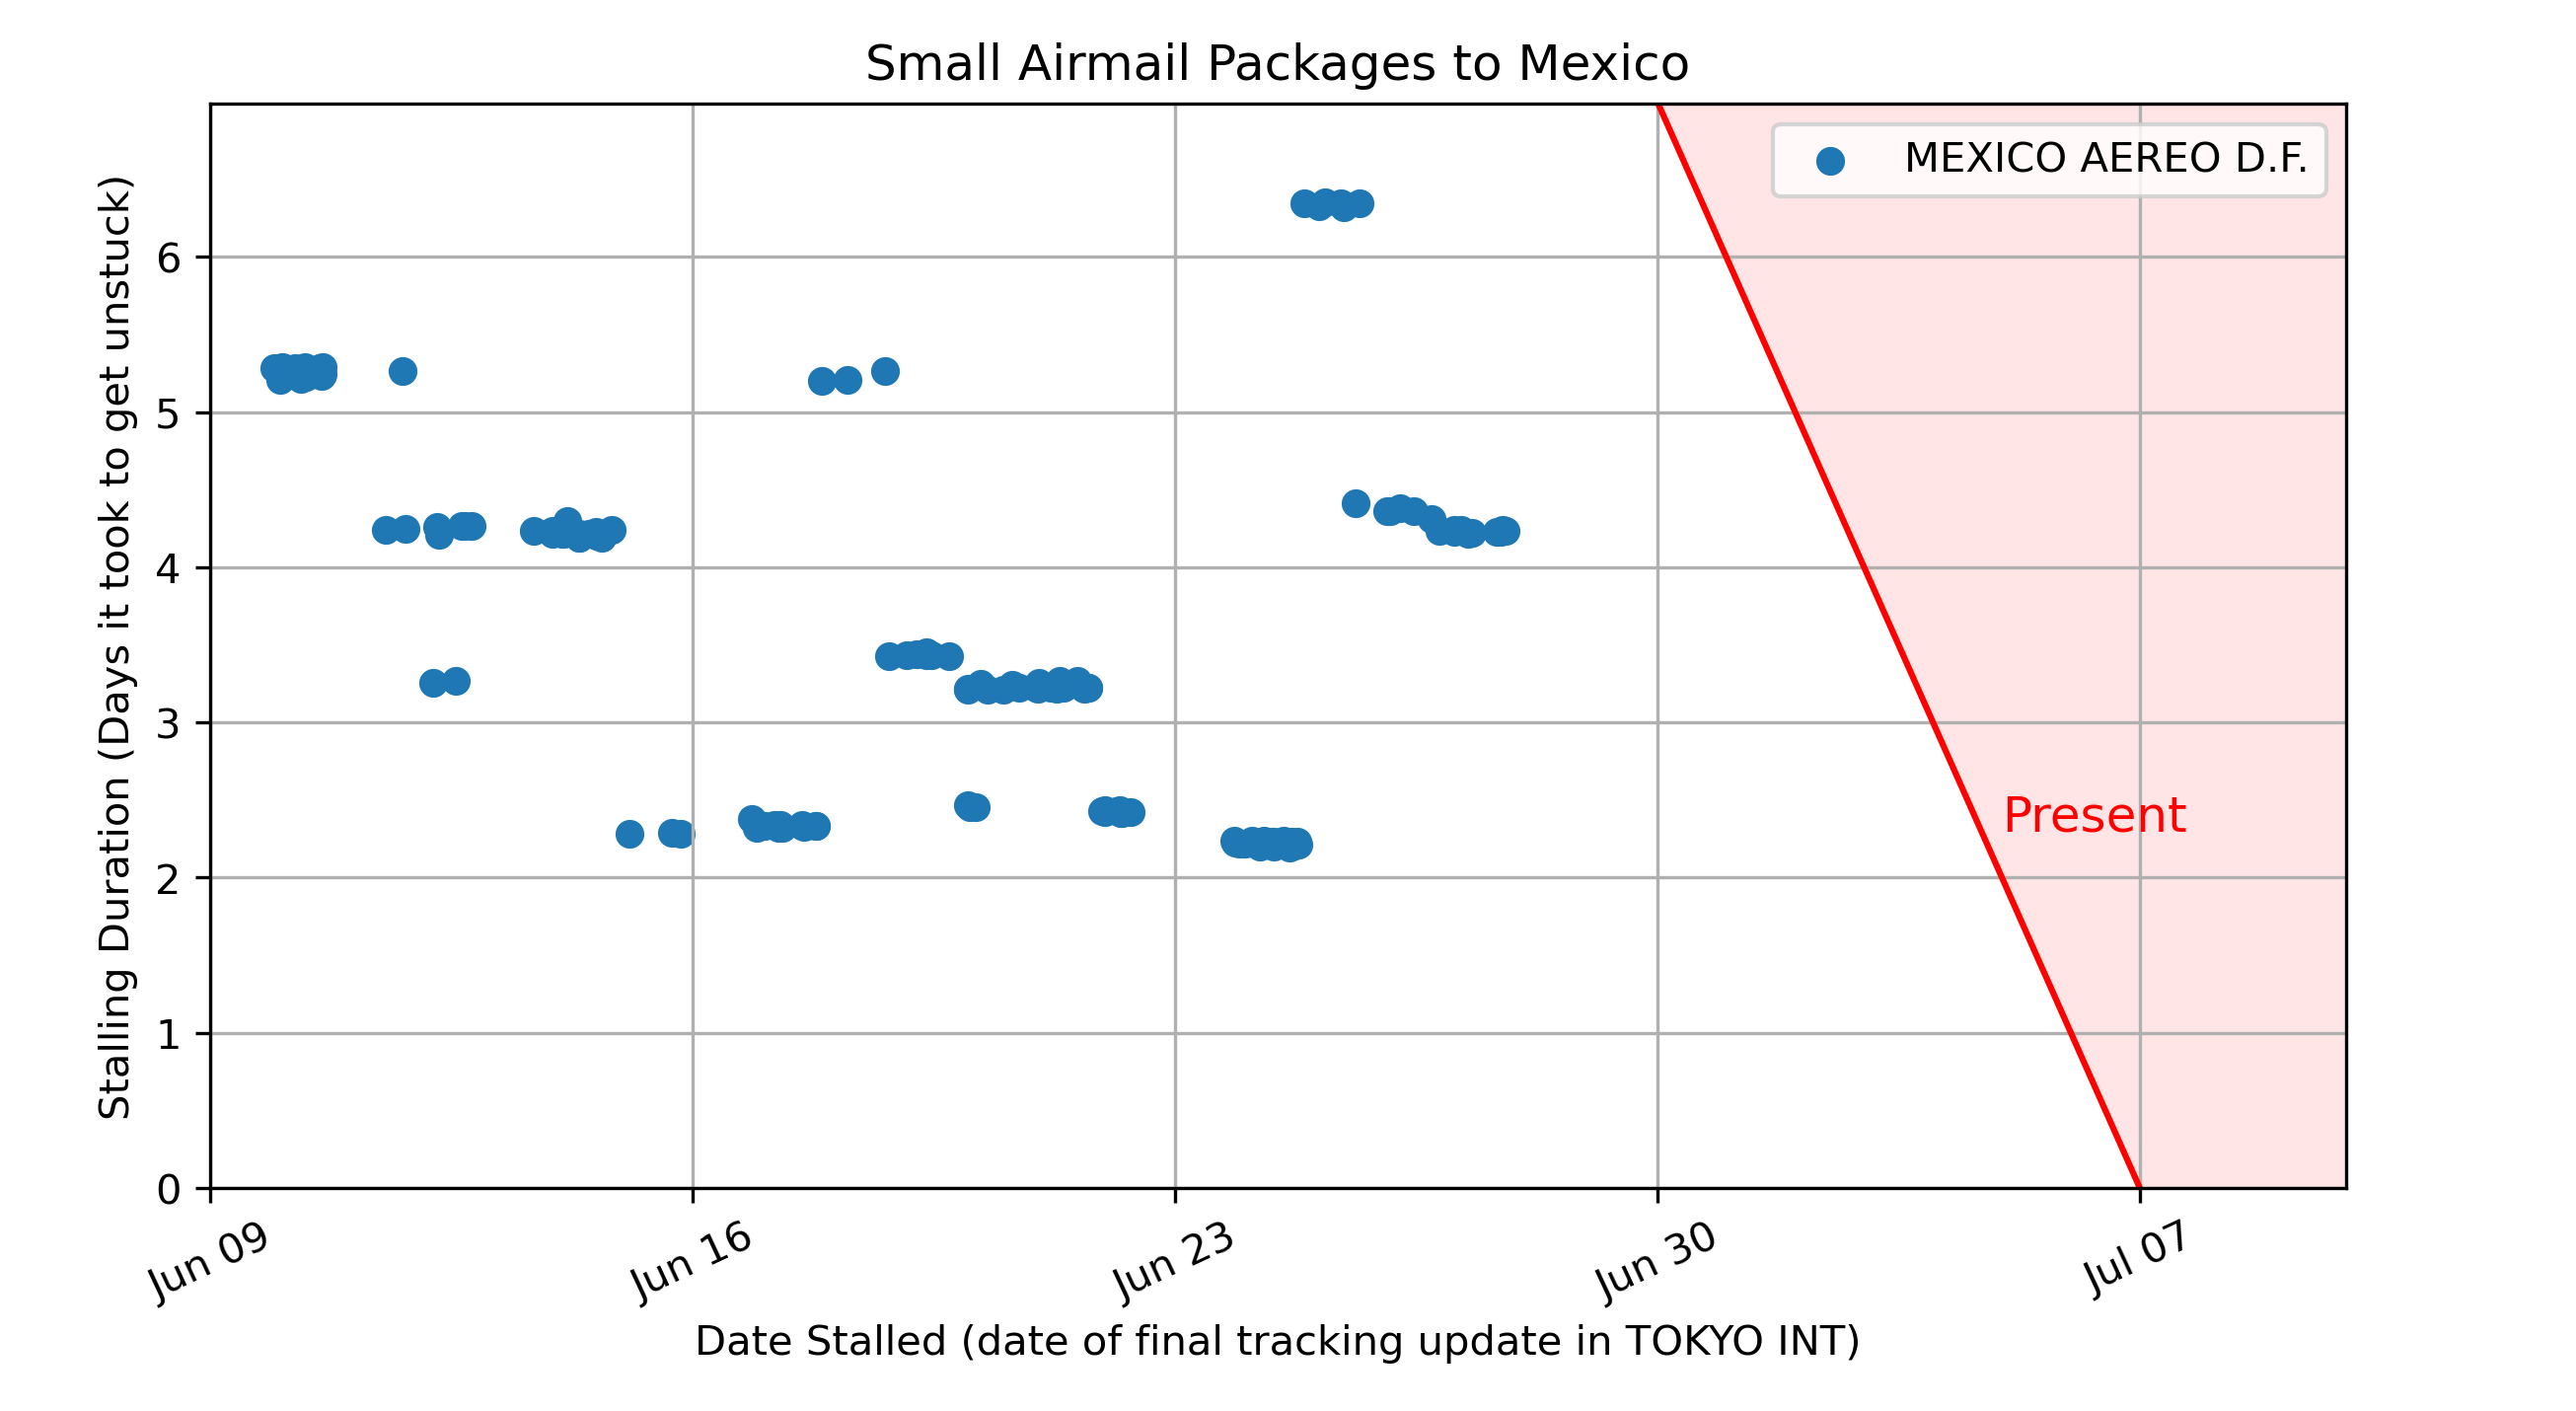 Small Airmail Packages to Mexico
MEXICO AEREO D.F.
Stalling Duration (Days it took to get unstuck)
6
5
4
3
2
1
0
Present
Jun 09
Jun 16
Jun 23
Jun 30
Jul 07
Date Stalled (date of final tracking update in TOKYO INT)